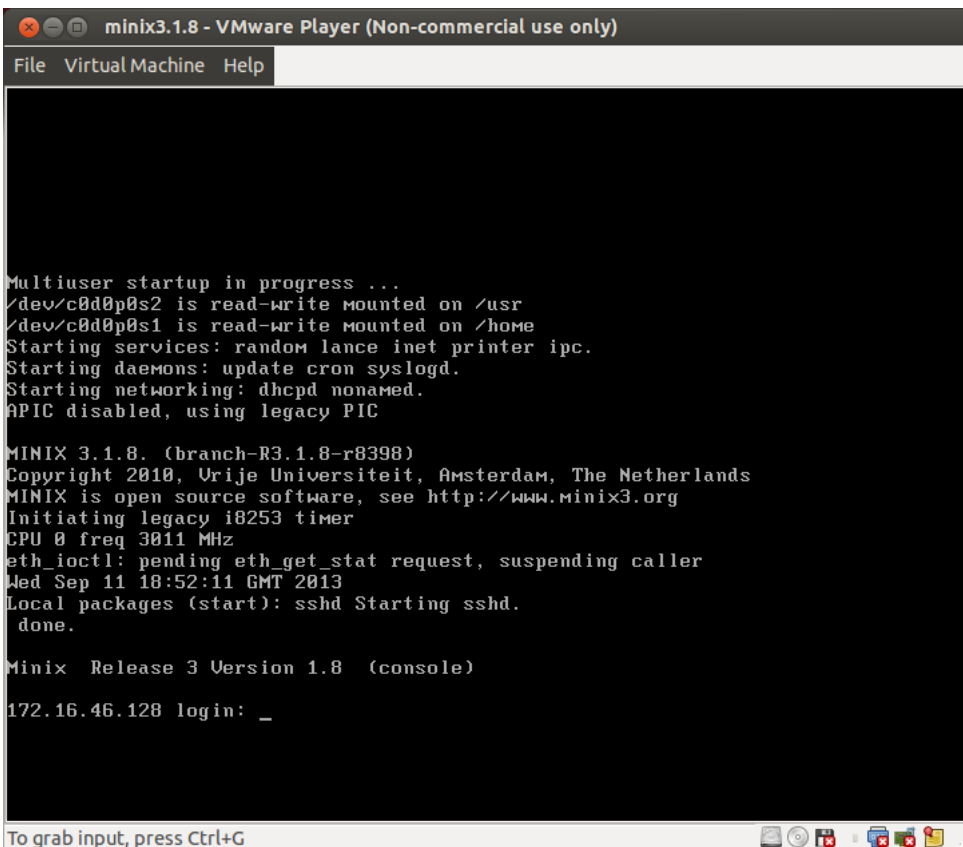 minix3.1.8 - VMware Player (Non-commercial use only)
File Virtual Machine Help
Multiuser startup in progress ...
/dev/c0d0p0s2 is read-write mounted on /usr
/dev/c0d0p0s1 is read-write mounted on /home
Starting services: random lance inet printer ipc.
Starting daemons: update cron syslogd.
Starting networking: dhcpd nonamed.
APIC disabled, using legacy PIC
MINIX 3.1.8. (branch-R3.1.8-r8398)
Copyright 2010, Vrije Universiteit, Amsterdam, The Netherlands
MINIX is open source software, see http://www.minix3.org
Initiating legacy i8253 timer
CPU 0 freq 3011 MHz
eth_ioctl: pending eth_get_stat request, suspending caller
Wed Sep 11 18:52:11 GMT 2013
Local packages (start): sshd Starting sshd.
 done.
Minix  Release 3 Version 1.8  (console)
172.16.46.128 login: _
To grab input, press Ctrl+G